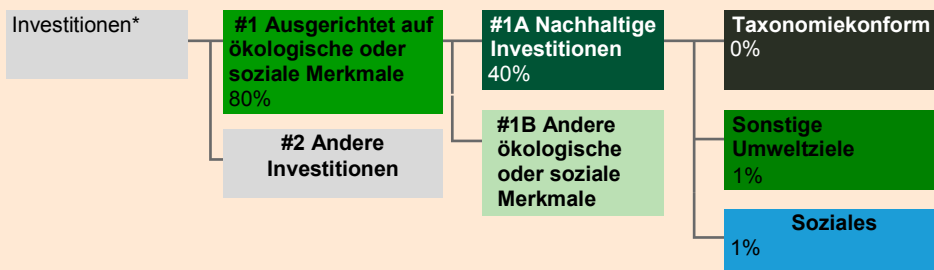 Investitionen*
#1 Ausgerichtet auf
ökologische oder
soziale Merkmale
80%
#2 Andere
Investitionen
#1A Nachhaltige
Investitionen
40%
#1B Andere
ökologische
oder soziale
Merkmale
Taxonomiekonform
0%
Sonstige
Umweltziele
1%
Soziales
1%